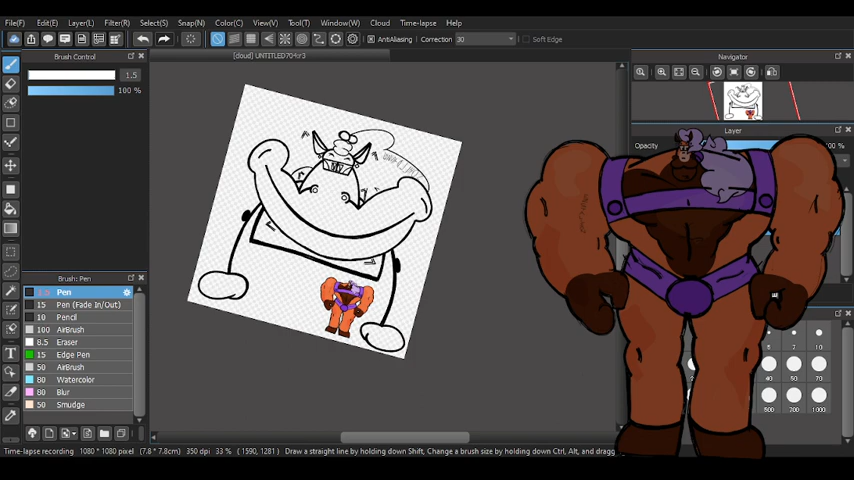 File(F) Edit(E) Layer(L) Filter(R) Select(S) Snap(N) Color(C) View(V) Tool(T) Window(W) Cloud Time-lapse Help
AntiAliasing Correction 30 Soft Edge
Brush Control
[cloud] UNTITLED704#3
Navigator
1.5
100 %
Layer
Opacity 100 %
Brush: Pen
Pen
15 Pen (Fade In/Out)
10 Pencil
100 AirBrush
8.5 Eraser
15 Edge Pen
50 AirBrush
80 Watercolor
80 Blur
50 Smudge
5 7 10
40 50 70
500 700 1000
Time-lapse recording 1080 * 1080 pixel (7.8 * 7.8cm) 350 dpi 33 % ( 1590, 1281 ) Draw a straight line by holding down Shift, Change a brush size by holding down Ctrl, Alt, and dragg